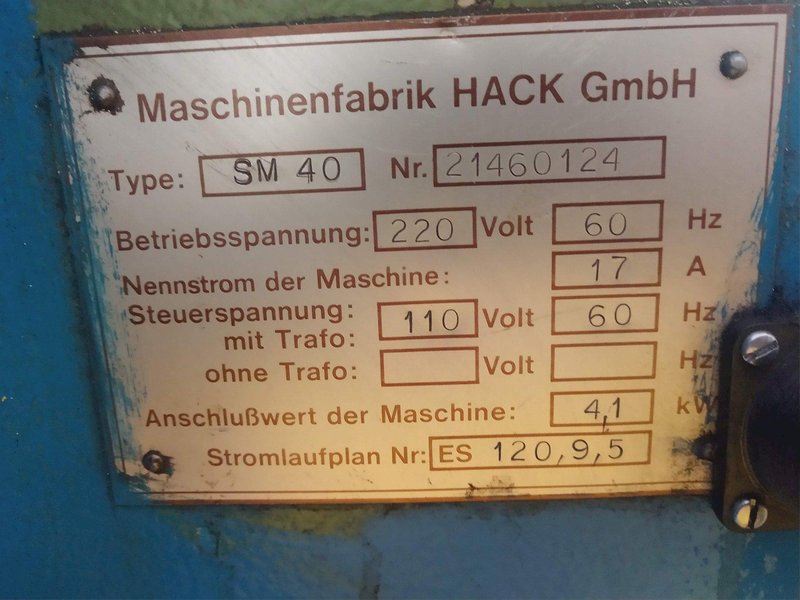 Maschinenfabrik HACK GmbH
Type: SM 40 Nr. 21460124
Betriebsspannung: 220 Volt 60 Hz
Nennstrom der Maschine: 17 A
Steuerspannung:
mit Trafo: 110 Volt 60 Hz
ohne Trafo: Volt Hz
Anschlußwert der Maschine: 4,1 kW
Stromlaufplan Nr: ES 120,9,5